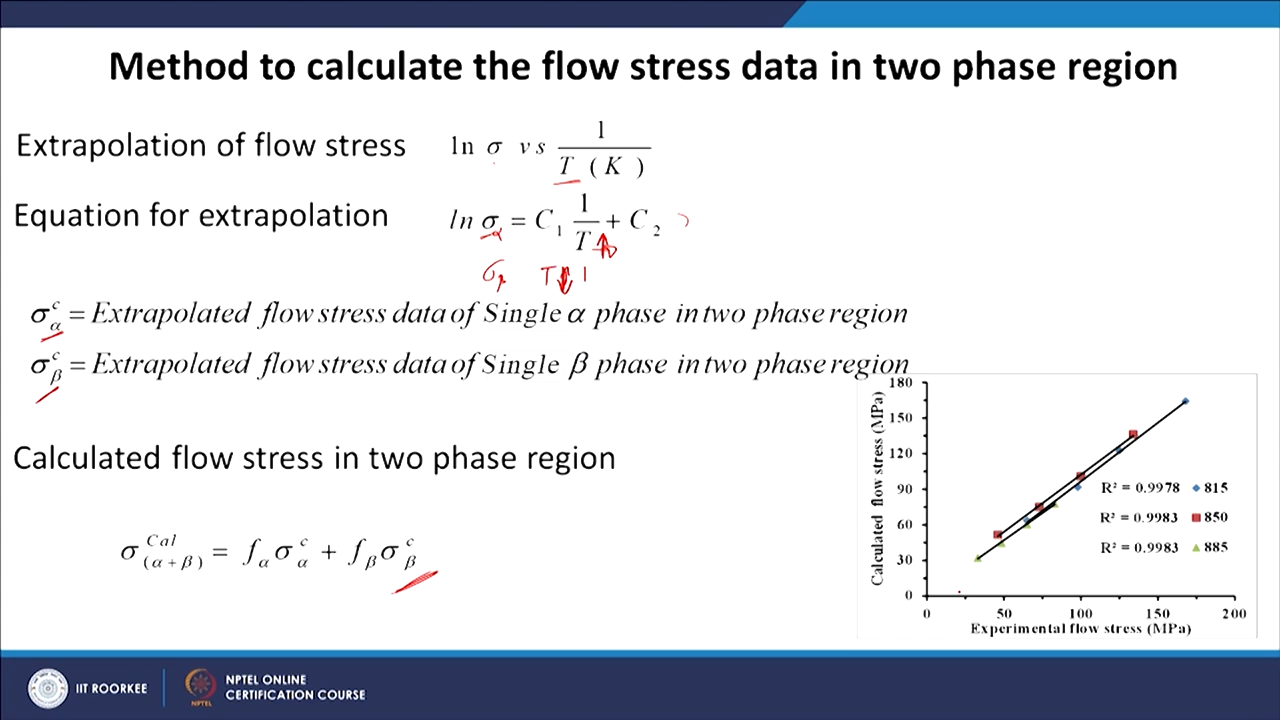 Method to calculate the flow stress data in two phase region
Extrapolation of flow stress ln σ vs 1 / T (K)
Equation for extrapolation ln σα = C1 1/T + C2
T↓
σαc = Extrapolated flow stress data of Single α phase in two phase region
σβc = Extrapolated flow stress data of Single β phase in two phase region
Calculated flow stress in two phase region
σ(α+β)Cal = fασαc + fβσβc
Calculated flow stress (MPa)
180
150
120
90
60
30
0
R² = 0.9978 815
R² = 0.9983 850
R² = 0.9983 885
0 50 100 150 200
Experimental flow stress (MPa)
IIT ROORKEE
NPTEL
NPTEL ONLINE
CERTIFICATION COURSE